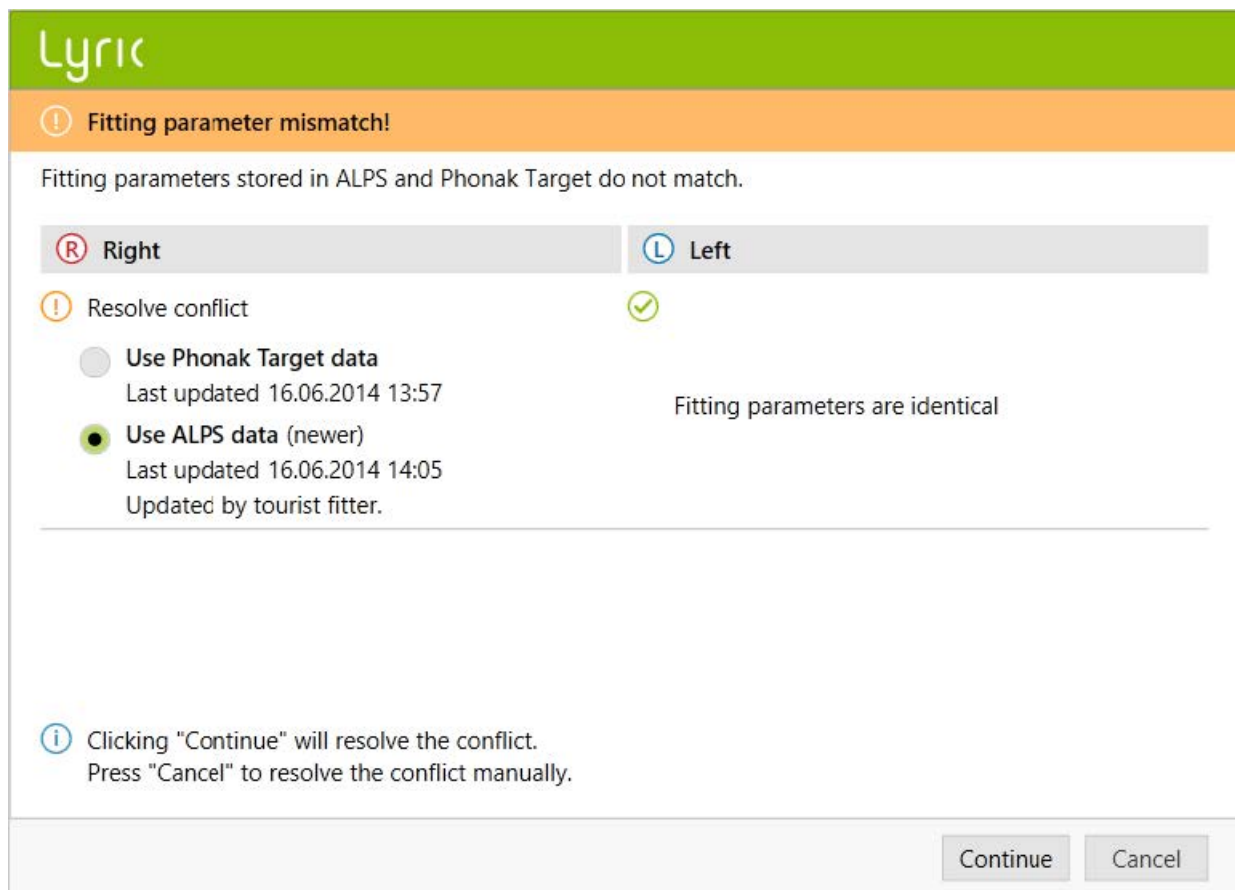 Lyric
! Fitting parameter mismatch!
Fitting parameters stored in ALPS and Phonak Target do not match.
R Right
L Left
! Resolve conflict
Use Phonak Target data
Last updated 16.06.2014 13:57
Use ALPS data (newer)
Last updated 16.06.2014 14:05
Updated by tourist fitter.
Fitting parameters are identical
i Clicking "Continue" will resolve the conflict.
Press "Cancel" to resolve the conflict manually.
Continue
Cancel